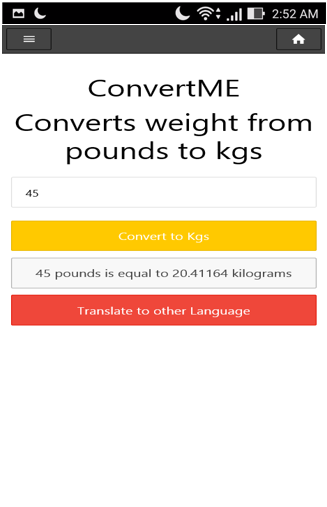 2:52 AM
ConvertME
Converts weight from
pounds to kgs
45
Convert to Kgs
45 pounds is equal to 20.41164 kilograms
Translate to other Language